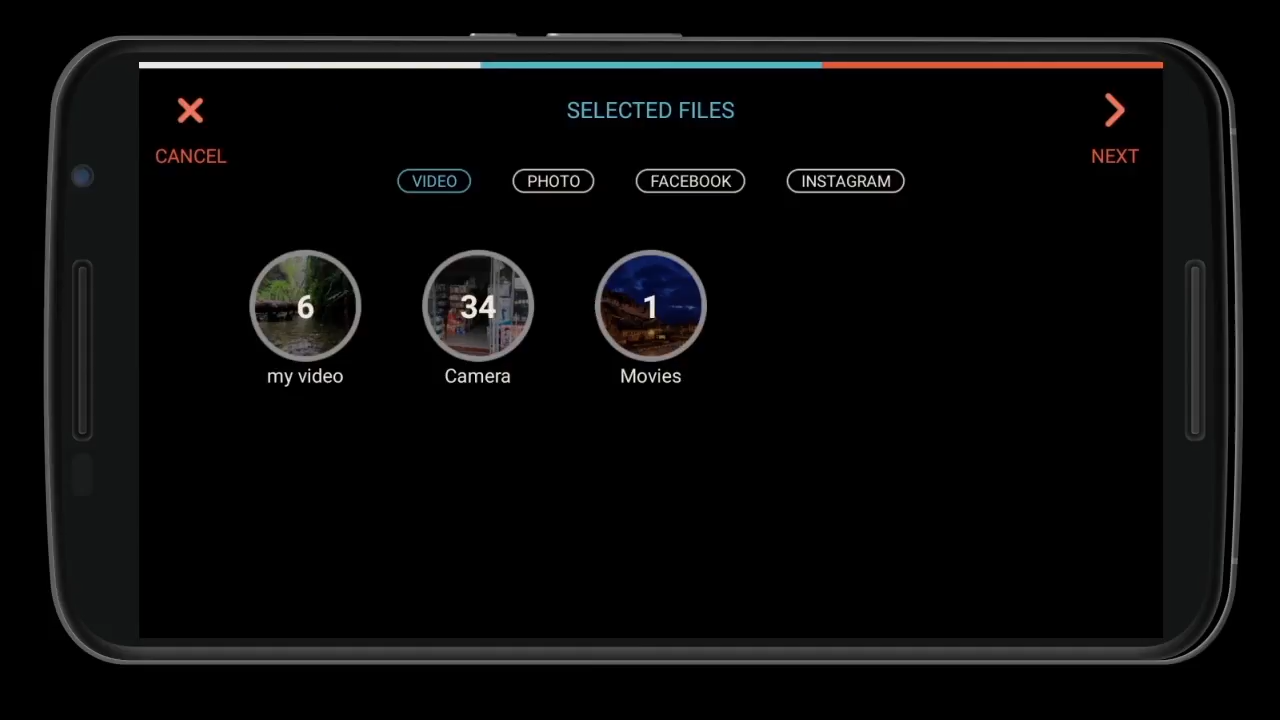 SELECTED FILES
CANCEL
NEXT
VIDEO PHOTO FACEBOOK INSTAGRAM
6 34 1
my video Camera Movies